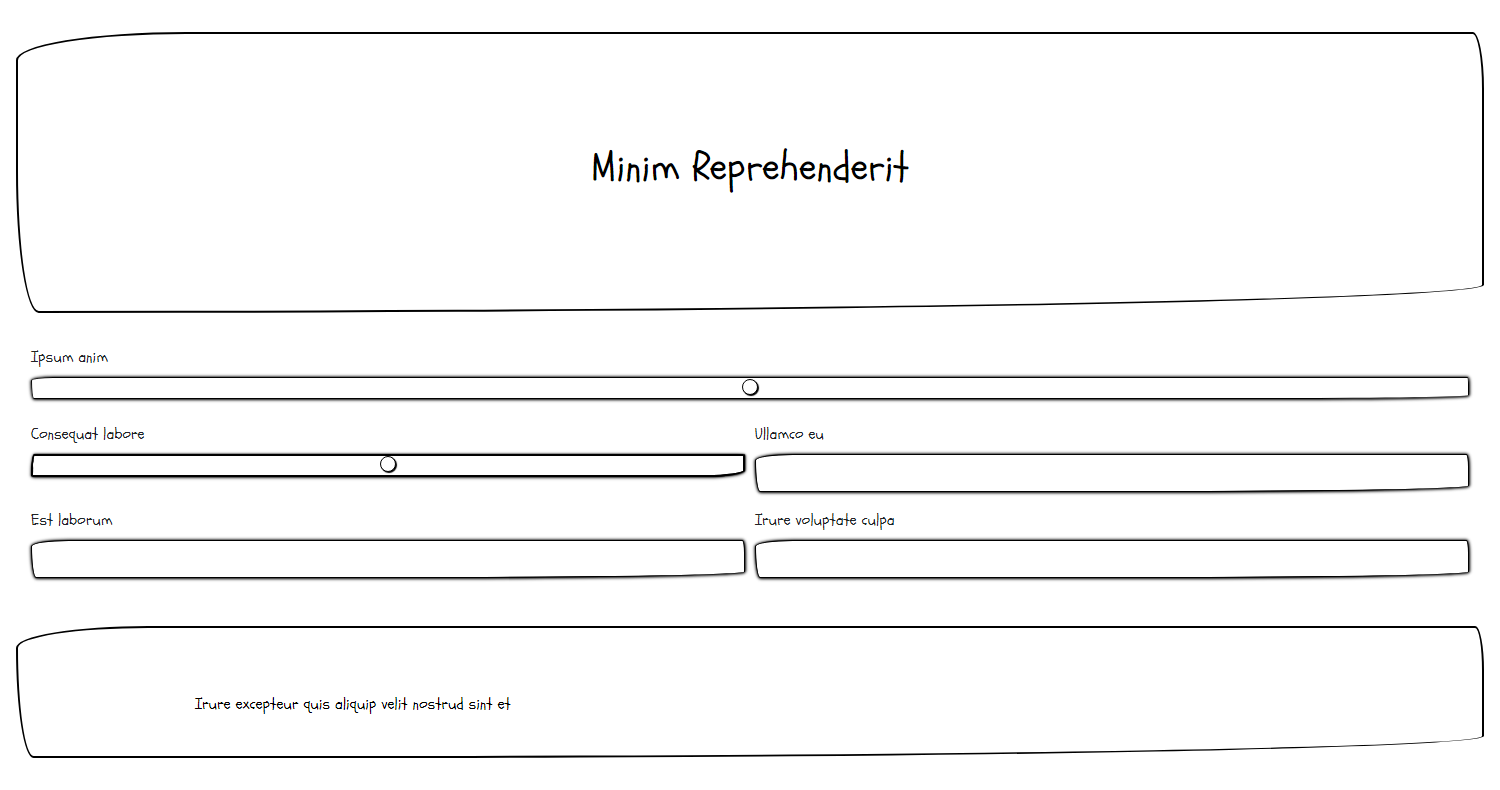 Minim Reprehenderit
Ipsum anim
Consequat labore
Ullamco eu
Est laborum
Irure voluptate culpa
Irure excepteur quis aliquip velit nostrud sint et